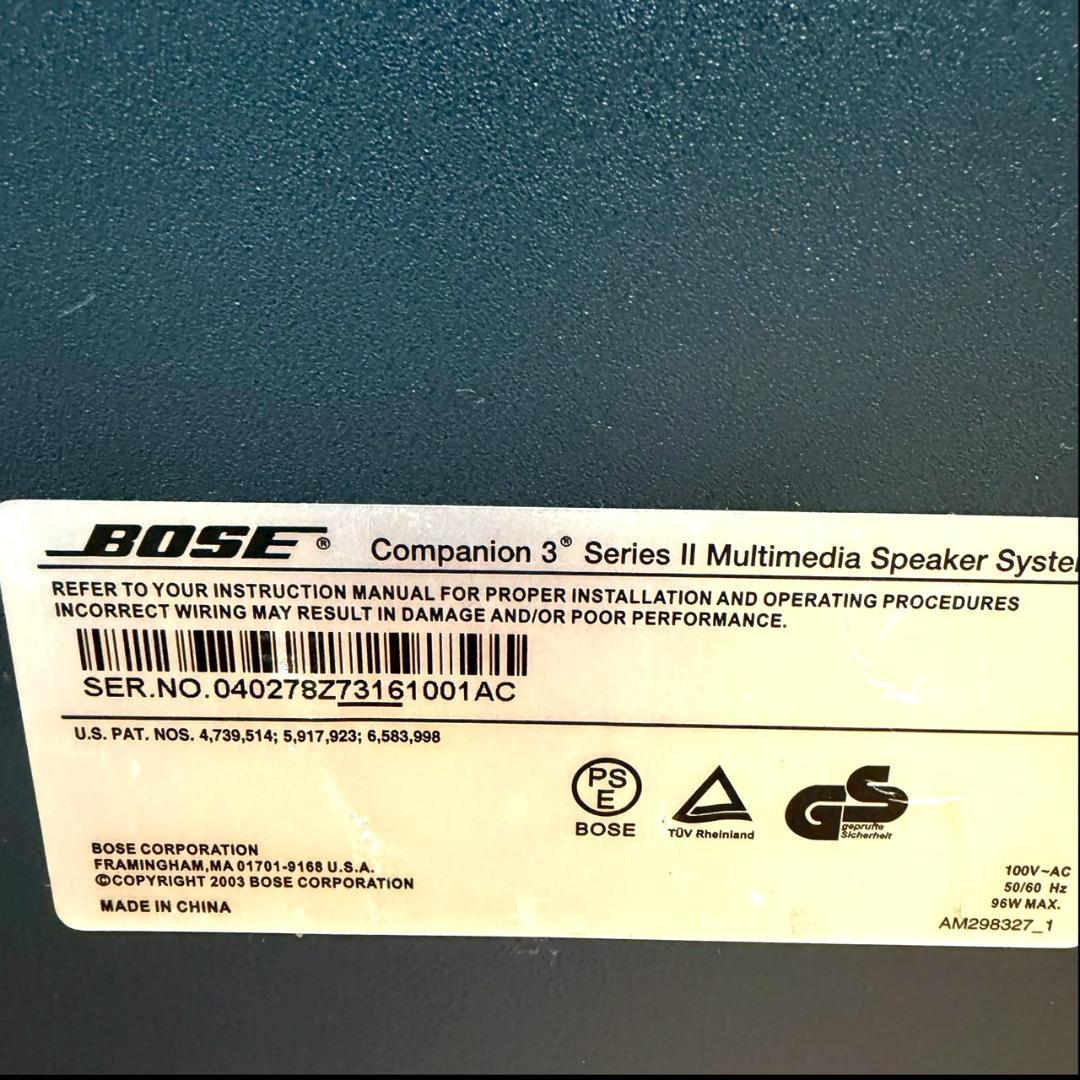 BOSE® Companion 3® Series II Multimedia Speaker Syste
REFER TO YOUR INSTRUCTION MANUAL FOR PROPER INSTALLATION AND OPERATING PROCEDURES
INCORRECT WIRING MAY RESULT IN DAMAGE AND/OR POOR PERFORMANCE.
SER.NO.040278Z73161001AC
U.S. PAT. NOS. 4,739,514; 5,917,923; 6,583,998
PS
E
BOSE
TÜV Rheinland
GS
geprüfte
Sicherheit
BOSE CORPORATION
FRAMINGHAM,MA 01701-9168 U.S.A.
©COPYRIGHT 2003 BOSE CORPORATION
MADE IN CHINA
100V~AC
50/60 Hz
96W MAX.
AM298327_1